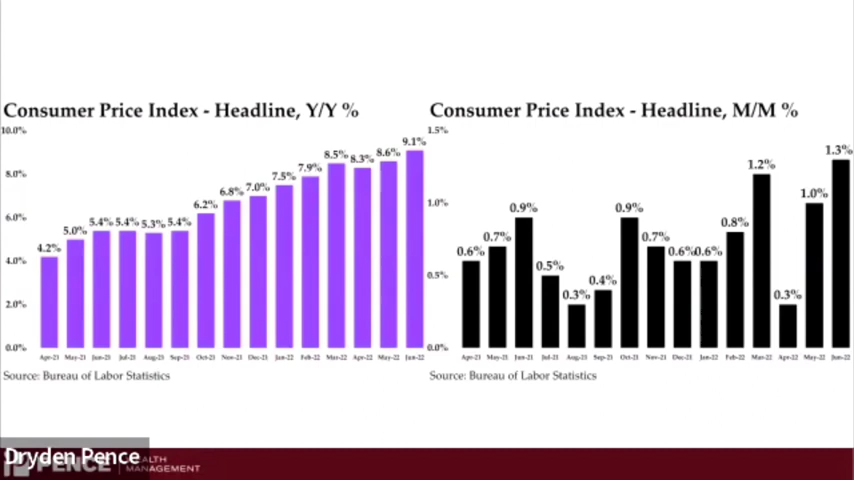 Consumer Price Index - Headline, Y/Y %
10.0%
8.0%
6.0%
4.0%
2.0%
0.0%
4.2% 5.0% 5.4% 5.4% 5.3% 5.4% 6.2% 6.8% 7.0% 7.5% 7.9% 8.5% 8.3% 8.6% 9.1%
Apr-21 May-21 Jun-21 Jul-21 Aug-21 Sep-21 Oct-21 Nov-21 Dec-21 Jan-22 Feb-22 Mar-22 Apr-22 May-22 Jun-22
Source: Bureau of Labor Statistics
Consumer Price Index - Headline, M/M %
1.5%
1.0%
0.5%
0.0%
0.6% 0.7% 0.9% 0.5% 0.3% 0.4% 0.9% 0.7% 0.6% 0.6% 0.8% 1.2% 0.3% 1.0% 1.3%
Apr-21 May-21 Jun-21 Jul-21 Aug-21 Sep-21 Oct-21 Nov-21 Dec-21 Jan-22 Feb-22 Mar-22 Apr-22 May-22 Jun-22
Source: Bureau of Labor Statistics
Dryden Pence
PENCE
MANAGEMENT